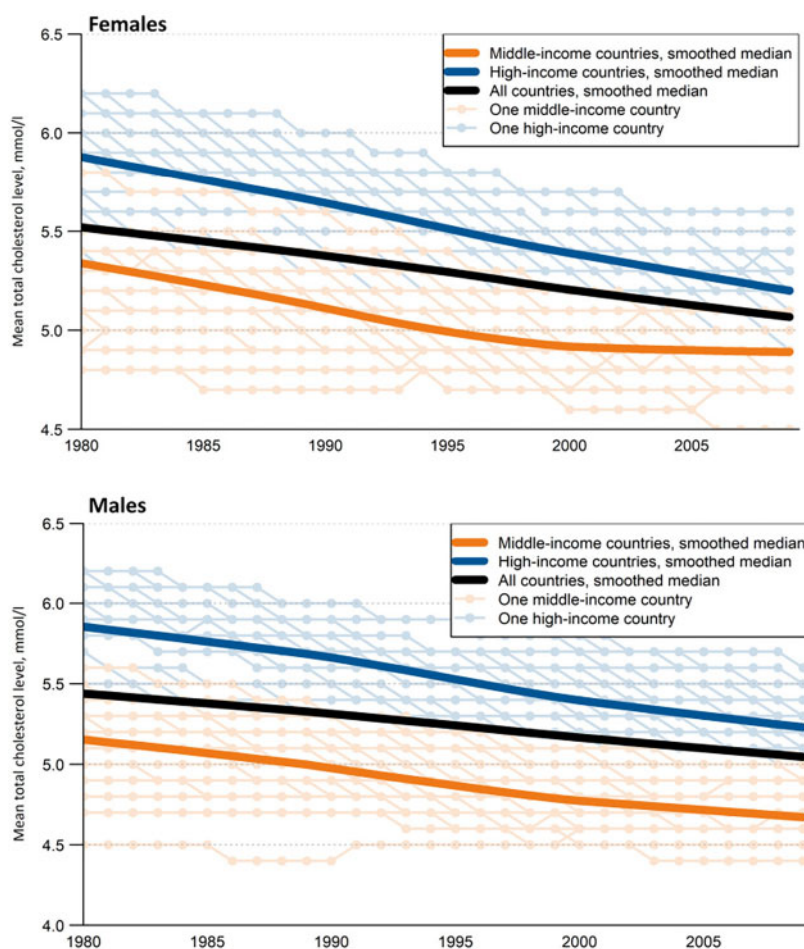 Females
Mean total cholesterol level, mmol/l
6.5
6.0
5.5
5.0
4.5
Middle-income countries, smoothed median
High-income countries, smoothed median
All countries, smoothed median
One middle-income country
One high-income country
1980
1985
1990
1995
2000
2005
Males
Mean total cholesterol level, mmol/l
6.5
6.0
5.5
5.0
4.5
4.0
Middle-income countries, smoothed median
High-income countries, smoothed median
All countries, smoothed median
One middle-income country
One high-income country
1980
1985
1990
1995
2000
2005